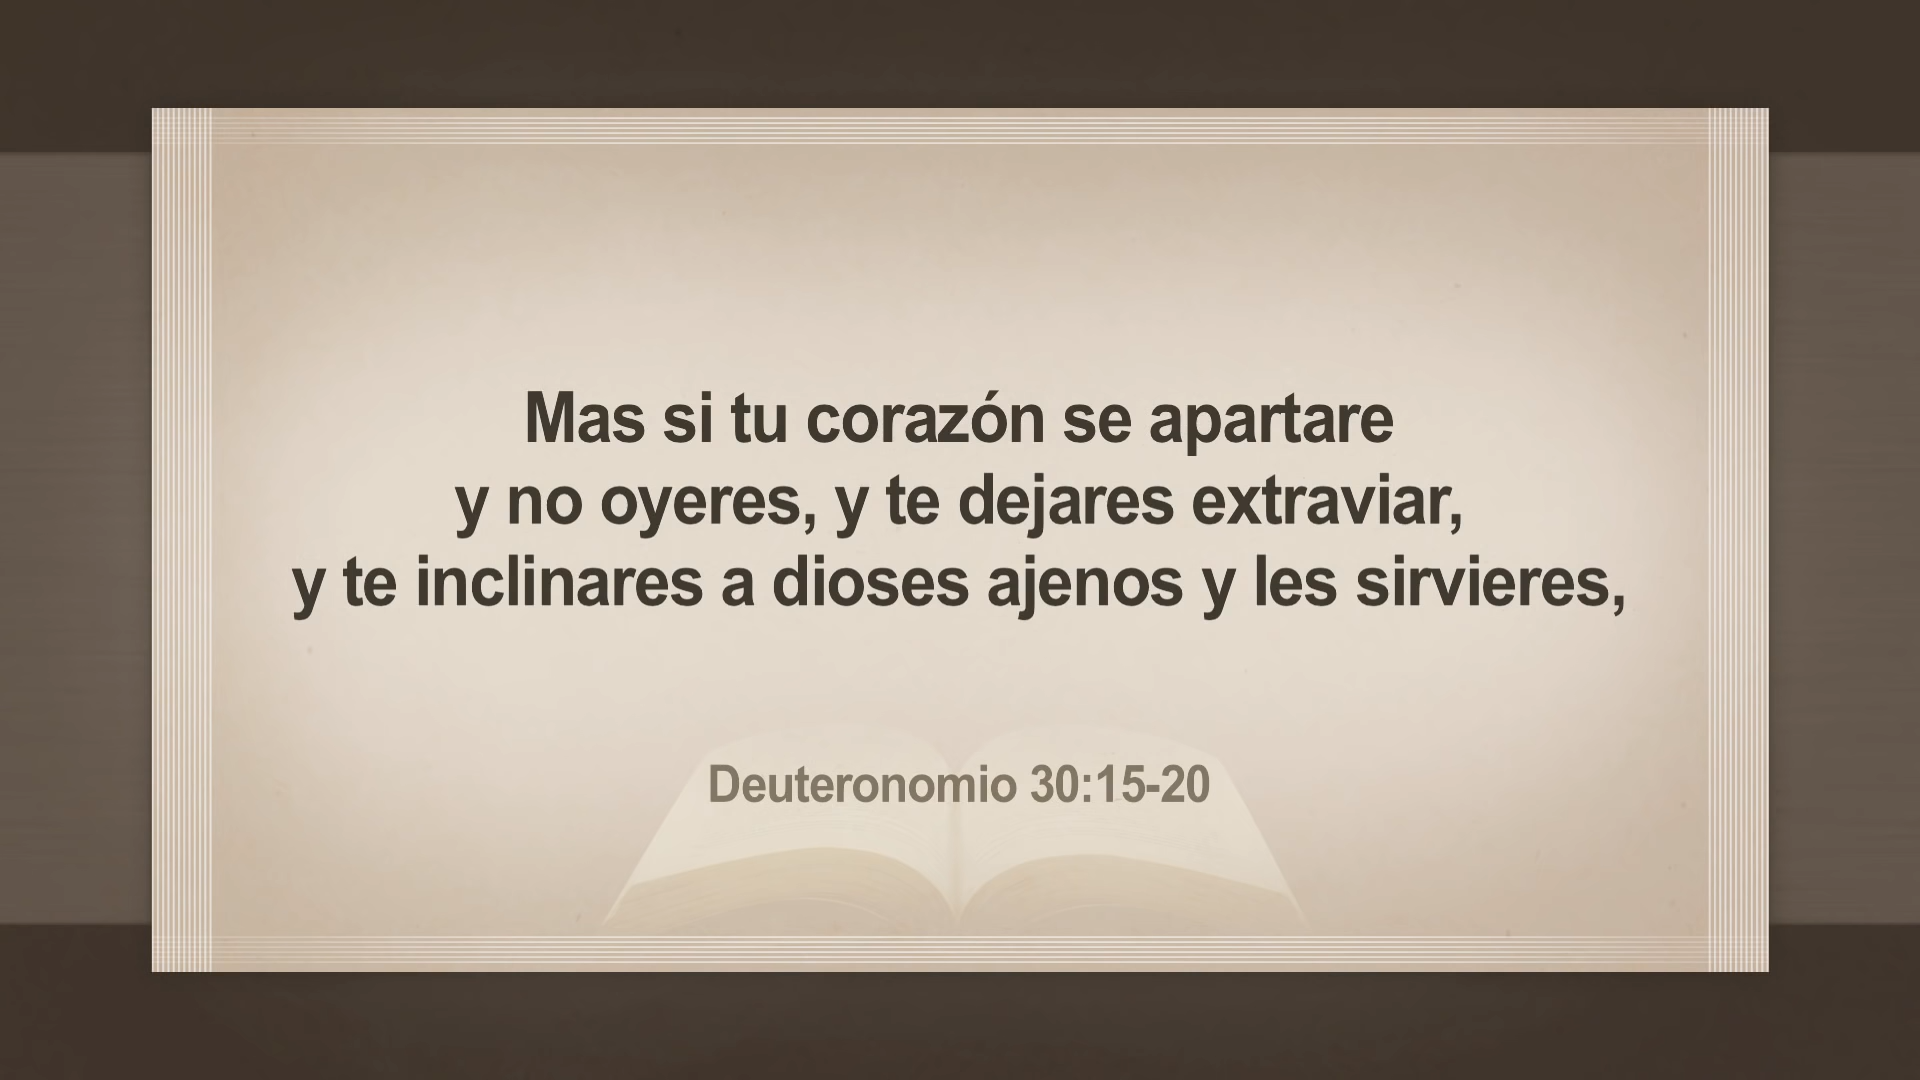 Mas si tu corazón se apartare
y no oyeres, y te dejares extraviar,
y te inclinares a dioses ajenos y les sirvieres,
Deuteronomio 30:15-20